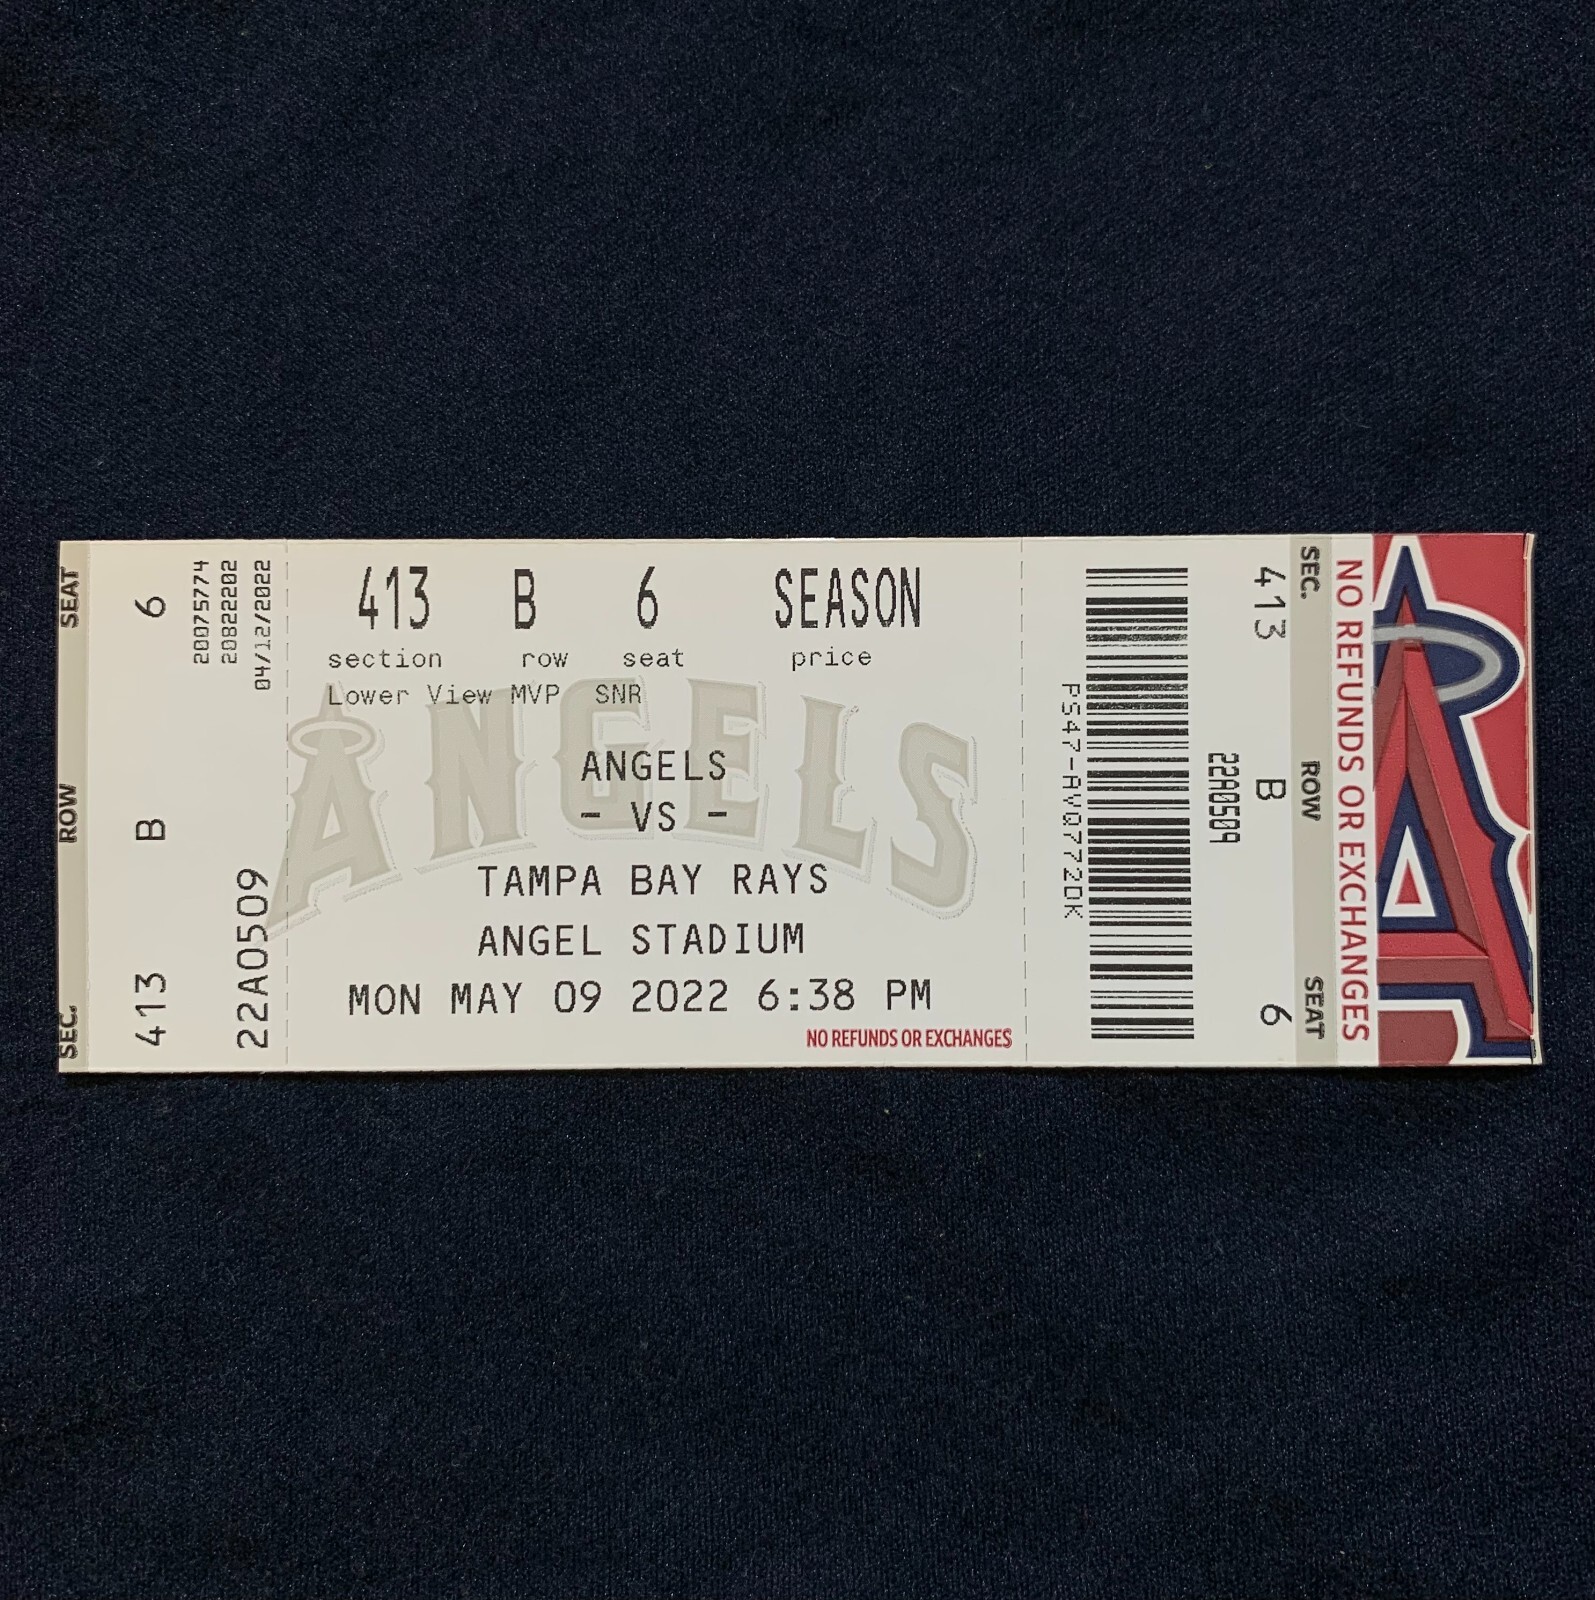 SEAT
ROW
SEC.
6
B
413
20075774
20822202
04/12/2022
22A0509
413 B 6 SEASON
section row seat price
Lower View MVP SNR
ANGELS
ANGELS
- VS -
TAMPA BAY RAYS
ANGEL STADIUM
MON MAY 09 2022 6:38 PM
NO REFUNDS OR EXCHANGES
PS47-AVQ772DK
22A0509
413 B 6
SEC. ROW SEAT
NO REFUNDS OR EXCHANGES
A